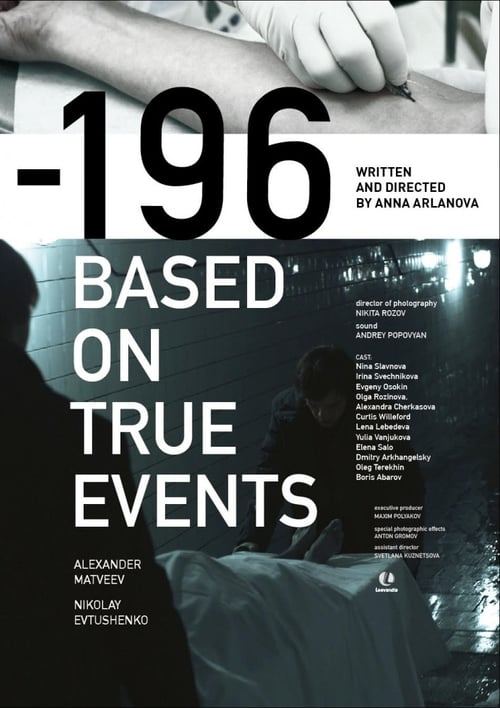 -196
WRITTEN
AND DIRECTED
BY ANNA ARLANOVA
BASED
ON
TRUE
EVENTS
director of photography
NIKITA ROZOV
sound
ANDREY POPOVYAN
CAST:
Nina Slavnova
Irina Svechnikova
Evgeny Osokin
Olga Rozinova.
Alexandra Cherkasova
Curtis Willeford
Lena Lebedeva
Yulia Vanjukova
Elena Salo
Dmitry Arkhangelsky
Oleg Terekhin
Boris Abarov
executive producer
MAXIM POLYAKOV
special photographic effects
ANTON GROMOV
assistant director
SVETLANA KUZNETSOVA
Leevandia
ALEXANDER
MATVEEV
NIKOLAY
EVTUSHENKO